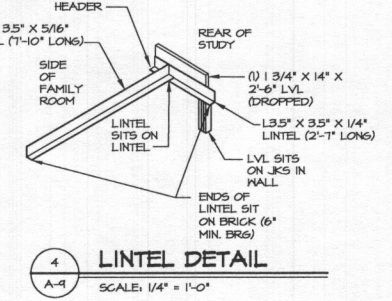 HEADER
3.5" X 5/16"
(7'-10" LONG)
SIDE
OF
FAMILY
ROOM
REAR OF
STUDY
(1) 1 3/4" X 14" X
2'-6" LVL
(DROPPED)
LINTEL
SITS ON
LINTEL
L3.5" X 3.5" X 1/4"
LINTEL (2'-7" LONG)
LVL SITS
ON JKS IN
WALL
ENDS OF
LINTEL SIT
ON BRICK (6"
MIN. BRG)
4
A-9
LINTEL DETAIL
SCALE: 1/4" = 1'-0"